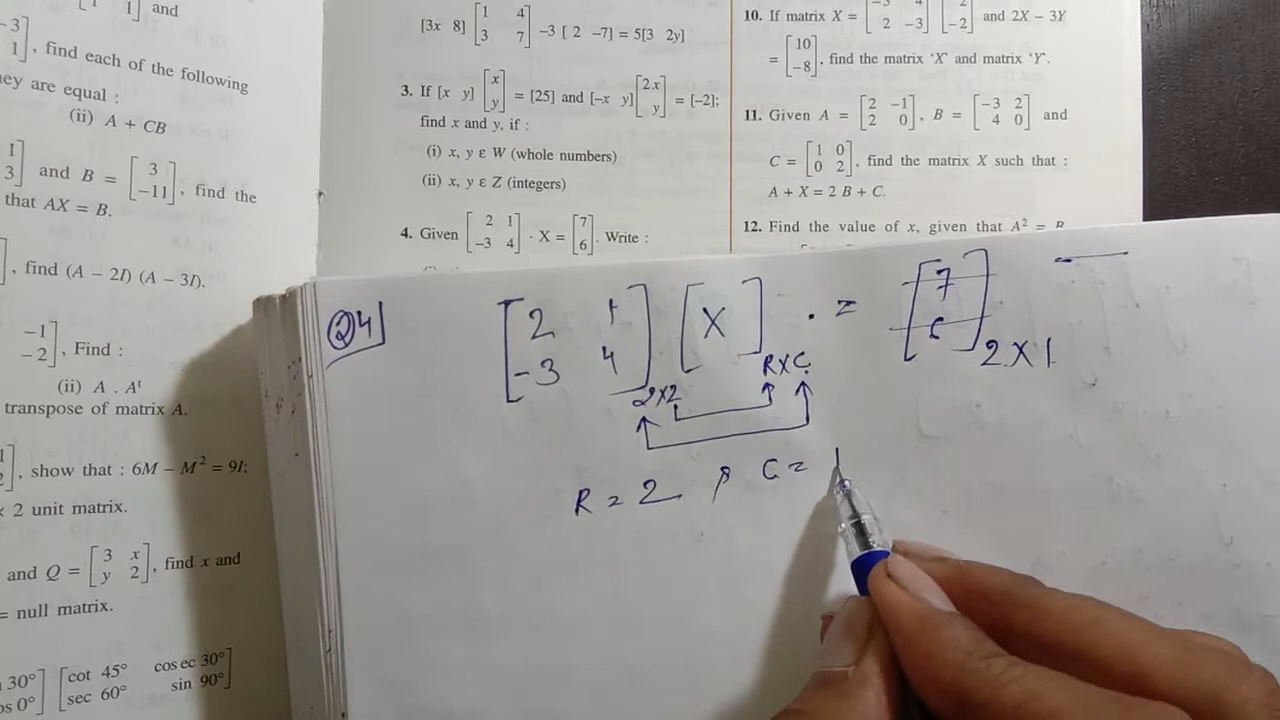 1] and
-3
1], find each of the following
ey are equal :
(ii) A + CB
1
3] and B = [3
-11], find the
that AX = B.
], find (A - 2I) (A - 3I).
-1
-2], Find :
(ii) A . Aᵗ
transpose of matrix A.
], show that : 6M - M² = 9I;
2 unit matrix.
and Q = [3 x
y 2], find x and
= null matrix.
30°] [cot 45° cosec 30°
0°] [sec 60° sin 90°]
[3x 8] [1 4
3 7] -3 [ 2 -7] = 5[3 2y]
3. If [x y] [x
y] = [25] and [-x y] [2x
y] = [-2];
find x and y, if :
(i) x, y ε W (whole numbers)
(ii) x, y ε Z (integers)
4. Given [2 1
-3 4] · X = [7
6]. Write :
10. If matrix X = 2 -3] -2] and 2X - 3Y
= [10
-8], find the matrix 'X' and matrix 'Y'.
11. Given A = [2 -1
2 0], B = [-3 2
4 0] and
C = [1 0
0 2], find the matrix X such that :
A + X = 2 B + C.
12. Find the value of x, given that A² = B
Q4]
[2 1
-3 4] 2×2 [X] R×C . = [7
6] 2×1
R = 2 , C = 1